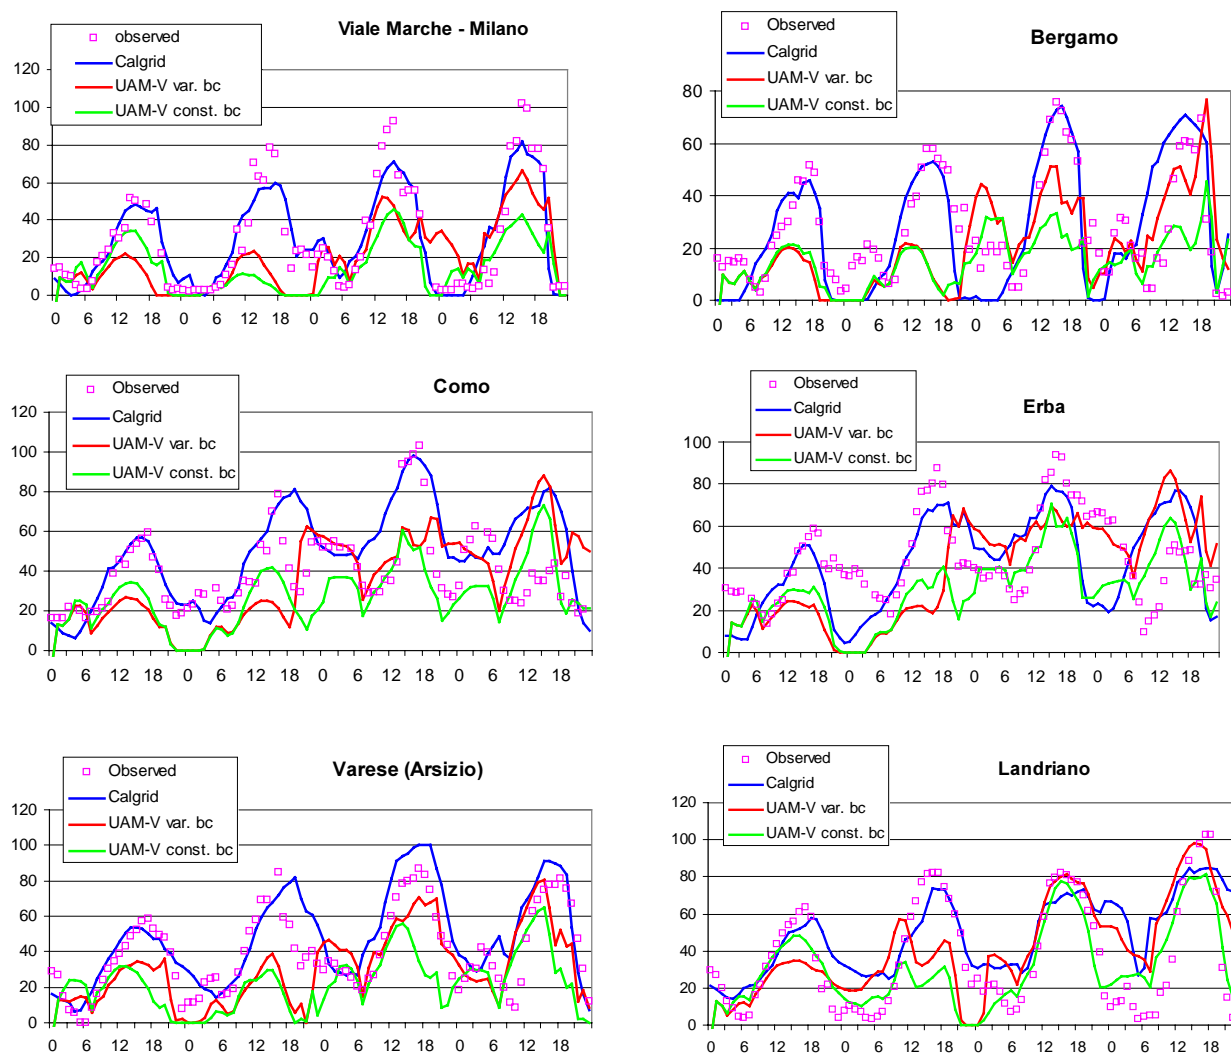 Viale Marche - Milano
observed
Calgrid
UAM-V var. bc
UAM-V const. bc
120
100
80
60
40
20
0
0 6 12 18 0 6 12 18 0 6 12 18 0 6 12 18
Bergamo
Observed
Calgrid
UAM-V var. bc
UAM-V const. bc
80
60
40
20
0
0 6 12 18 0 6 12 18 0 6 12 18 0 6 12 18
Como
Observed
Calgrid
UAM-V var. bc
UAM-V const. bc
120
100
80
60
40
20
0
0 6 12 18 0 6 12 18 0 6 12 18 0 6 12 18
Erba
Observed
Calgrid
UAM-V var. bc
UAM-V const. bc
100
80
60
40
20
0
0 6 12 18 0 6 12 18 0 6 12 18 0 6 12 18
Varese (Arsizio)
Observed
Calgrid
UAM-V var. bc
UAM-V const. bc
120
100
80
60
40
20
0
0 6 12 18 0 6 12 18 0 6 12 18 0 6 12 18
Landriano
Observed
Calgrid
UAM-V var. bc
UAM-V const. bc
120
100
80
60
40
20
0
0 6 12 18 0 6 12 18 0 6 12 18 0 6 12 18